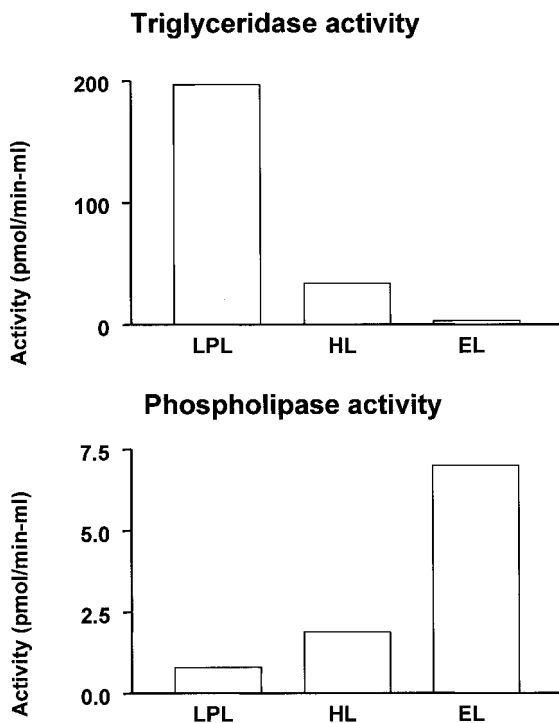 Triglyceridase activity
Activity (pmol/min-ml)
200
100
0
LPL HL EL
Phospholipase activity
Activity (pmol/min-ml)
7.5
5.0
2.5
0.0
LPL HL EL